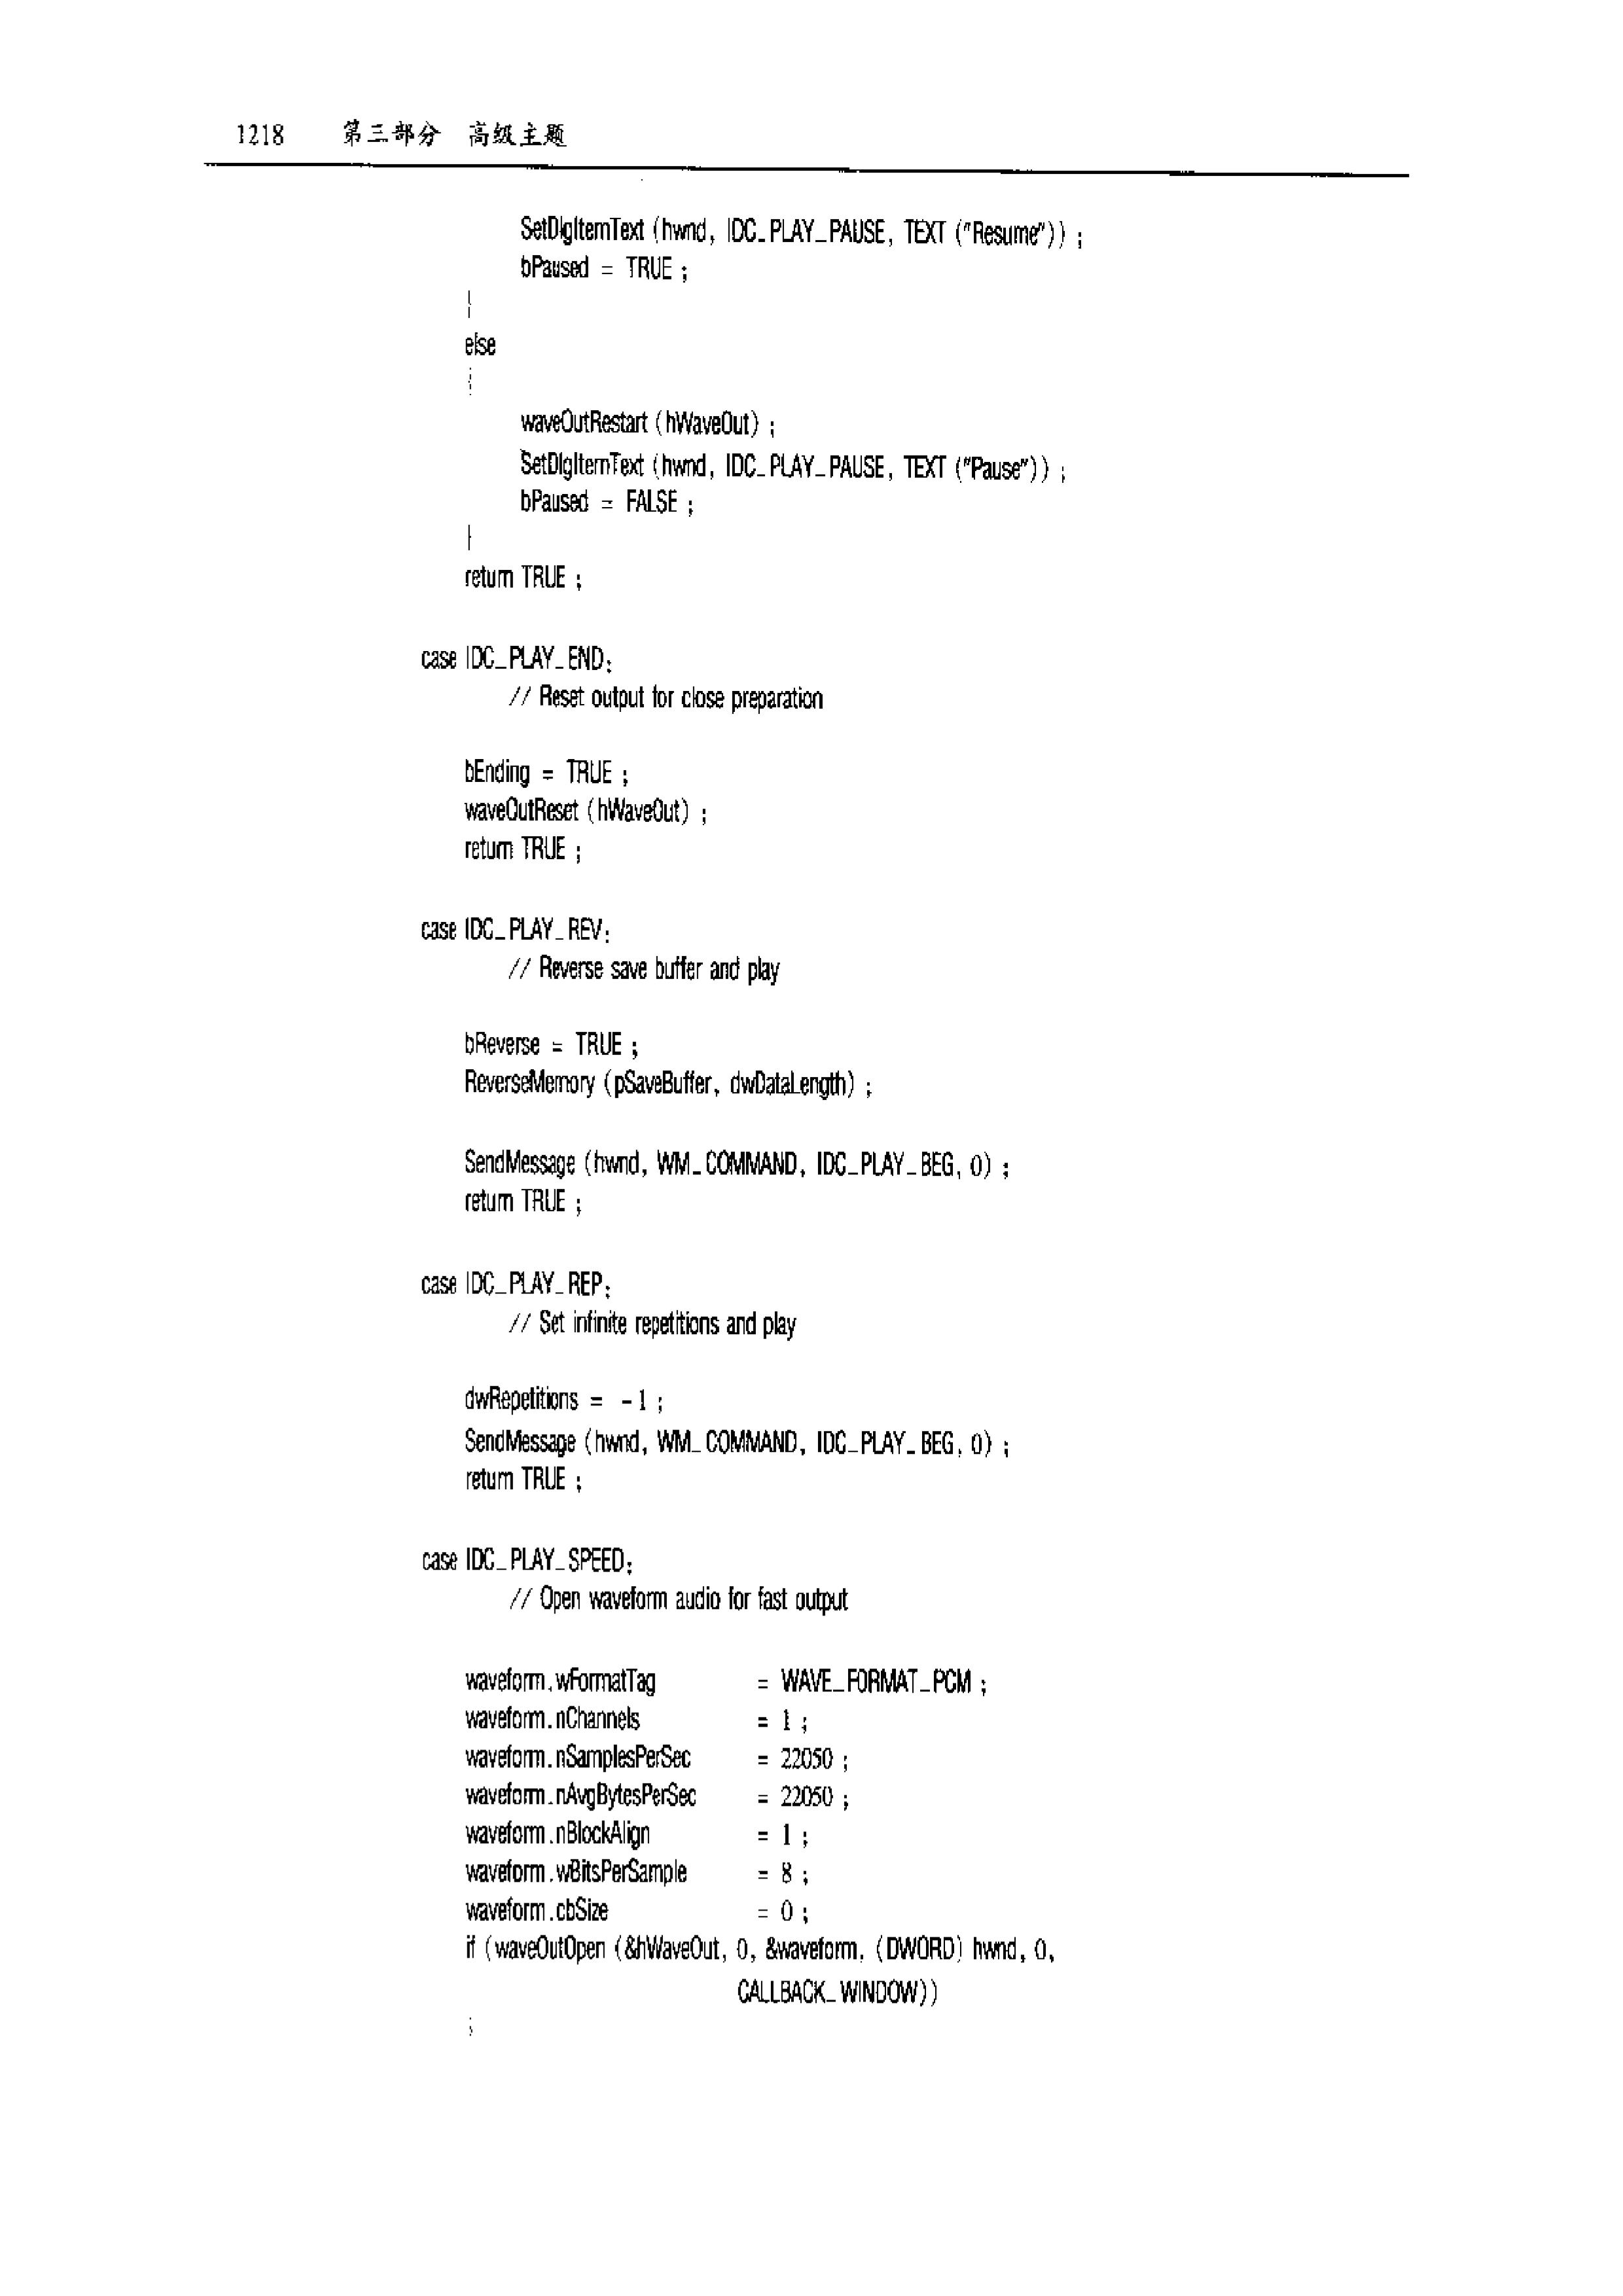 1218 第三部分 高级主题
SetDlgItemText (hwnd, IDC_PLAY_PAUSE, TEXT ("Resume")) ;
bPaused = TRUE ;
}
else
{
waveOutRestart (hWaveOut) ;
SetDlgItemText (hwnd, IDC_PLAY_PAUSE, TEXT ("Pause")) ;
bPaused = FALSE ;
}
return TRUE ;
case IDC_PLAY_END:
// Reset output for close preparation
bEnding = TRUE ;
waveOutReset (hWaveOut) ;
return TRUE ;
case IDC_PLAY_REV:
// Reverse save buffer and play
bReverse = TRUE ;
ReverseMemory (pSaveBuffer, dwDataLength) ;
SendMessage (hwnd, WM_COMMAND, IDC_PLAY_BEG, 0) ;
return TRUE ;
case IDC_PLAY_REP:
// Set infinite repetitions and play
dwRepetitions = -1 ;
SendMessage (hwnd, WM_COMMAND, IDC_PLAY_BEG, 0) ;
return TRUE ;
case IDC_PLAY_SPEED:
// Open waveform audio for fast output
waveform.wFormatTag = WAVE_FORMAT_PCM ;
waveform.nChannels = 1 ;
waveform.nSamplesPerSec = 22050 ;
waveform.nAvgBytesPerSec = 22050 ;
waveform.nBlockAlign = 1 ;
waveform.wBitsPerSample = 8 ;
waveform.cbSize = 0 ;
if (waveOutOpen (&hWaveOut, 0, &waveform, (DWORD) hwnd, 0,
CALLBACK_WINDOW))